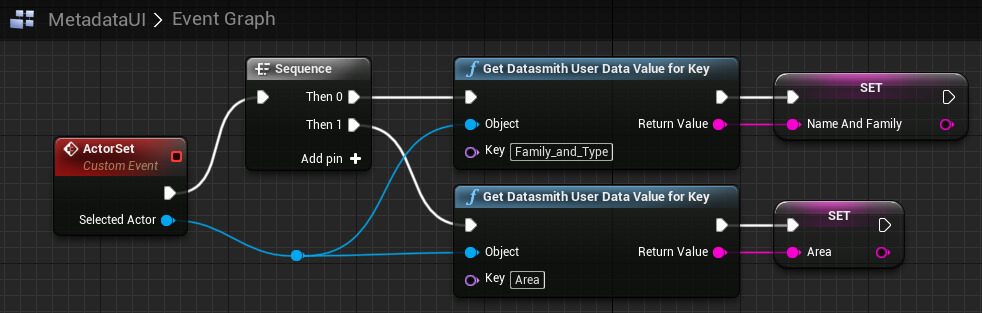 MetadataUI > Event Graph
Sequence
Then 0
Then 1
Add pin
ActorSet
Custom Event
Selected Actor
Get Datasmith User Data Value for Key
Object
Return Value
Key Family_and_Type
SET
Name And Family
Get Datasmith User Data Value for Key
Object
Return Value
Key Area
SET
Area